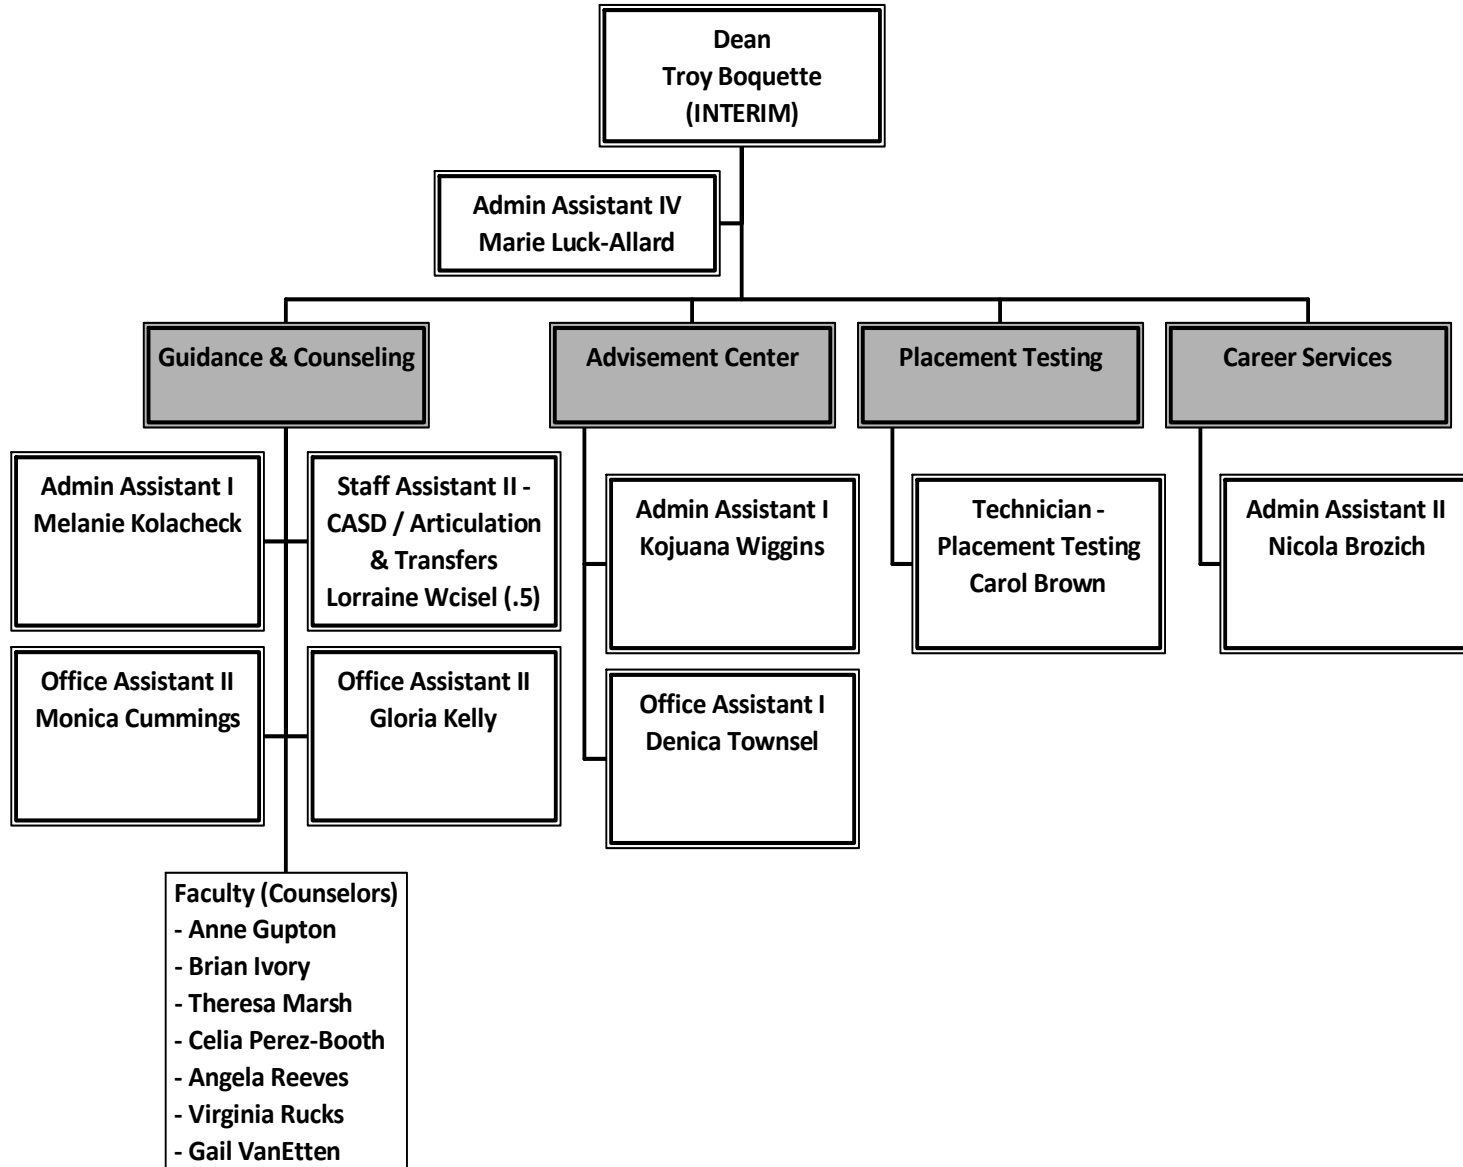 Dean
Troy Boquette
(INTERIM)
Admin Assistant IV
Marie Luck-Allard
Guidance & Counseling
Advisement Center
Placement Testing
Career Services
Admin Assistant I
Melanie Kolacheck
Staff Assistant II -
CASD / Articulation
& Transfers
Lorraine Wcisel (.5)
Admin Assistant I
Kojuana Wiggins
Technician -
Placement Testing
Carol Brown
Admin Assistant II
Nicola Brozich
Office Assistant II
Monica Cummings
Office Assistant II
Gloria Kelly
Office Assistant I
Denica Townsel
Faculty (Counselors)
- Anne Gupton
- Brian Ivory
- Theresa Marsh
- Celia Perez-Booth
- Angela Reeves
- Virginia Rucks
- Gail VanEtten